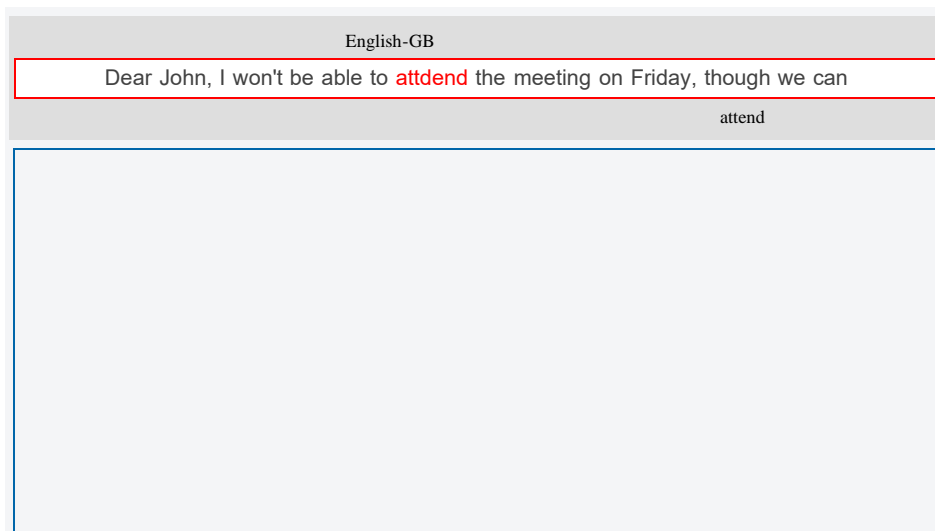 English-GB
Dear John, I won't be able to attdend the meeting on Friday, though we can
attend